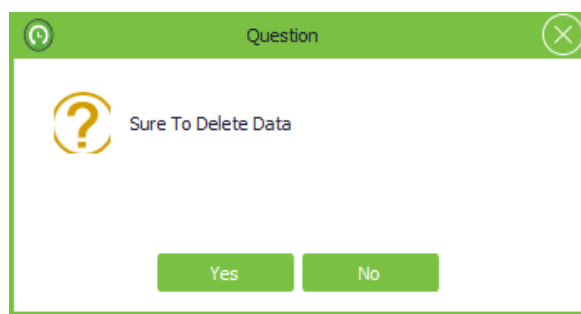 Question
Sure To Delete Data
Yes
No